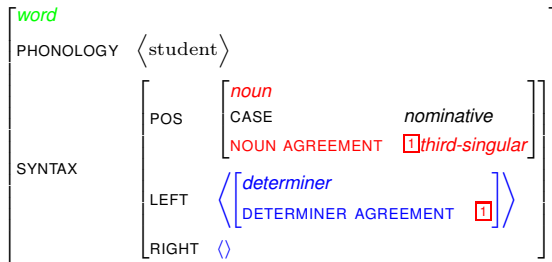 word
PHONOLOGY ⟨student⟩
noun
POS CASE nominative
NOUN AGREEMENT 1 third-singular
SYNTAX
determiner
LEFT ⟨ DETERMINER AGREEMENT 1 ⟩
RIGHT ⟨⟩